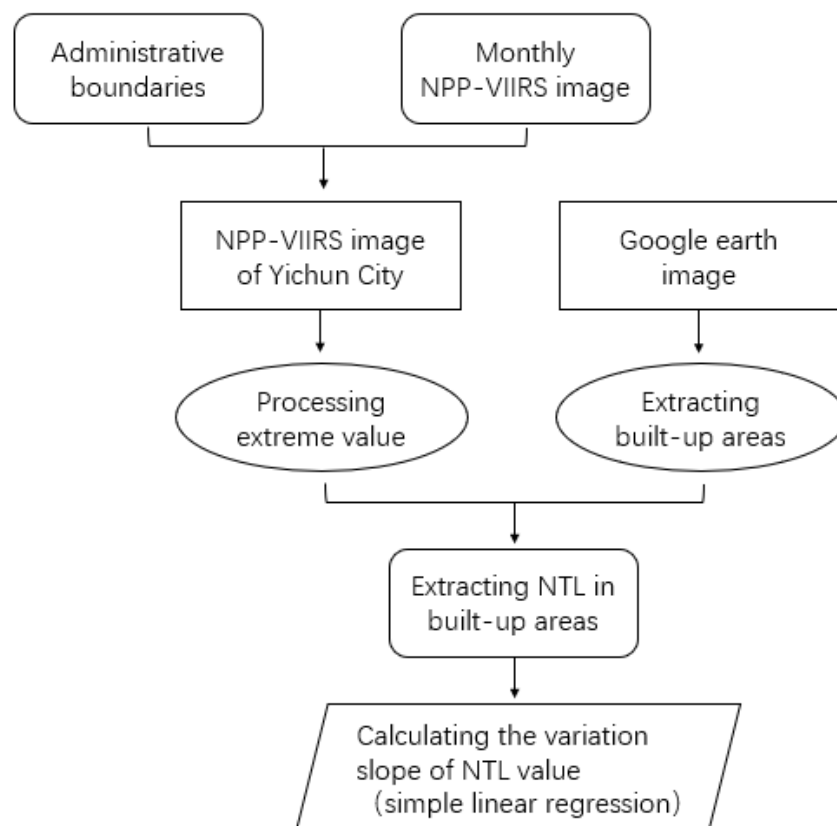 Administrative
boundaries
Monthly
NPP-VIIRS image
NPP-VIIRS image
of Yichun City
Google earth
image
Processing
extreme value
Extracting
built-up areas
Extracting NTL in
built-up areas
Calculating the variation
slope of NTL value
（simple linear regression）